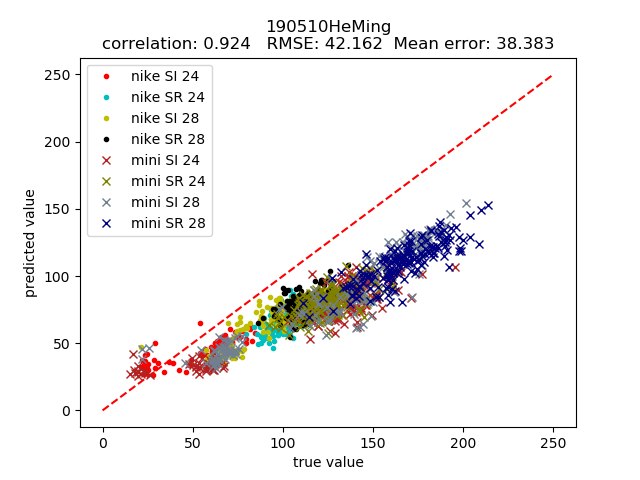 190510HeMing
correlation: 0.924   RMSE: 42.162  Mean error: 38.383
250
200
150
100
50
0
predicted value
nike SI 24
nike SR 24
nike SI 28
nike SR 28
mini SI 24
mini SR 24
mini SI 28
mini SR 28
0 50 100 150 200 250
true value